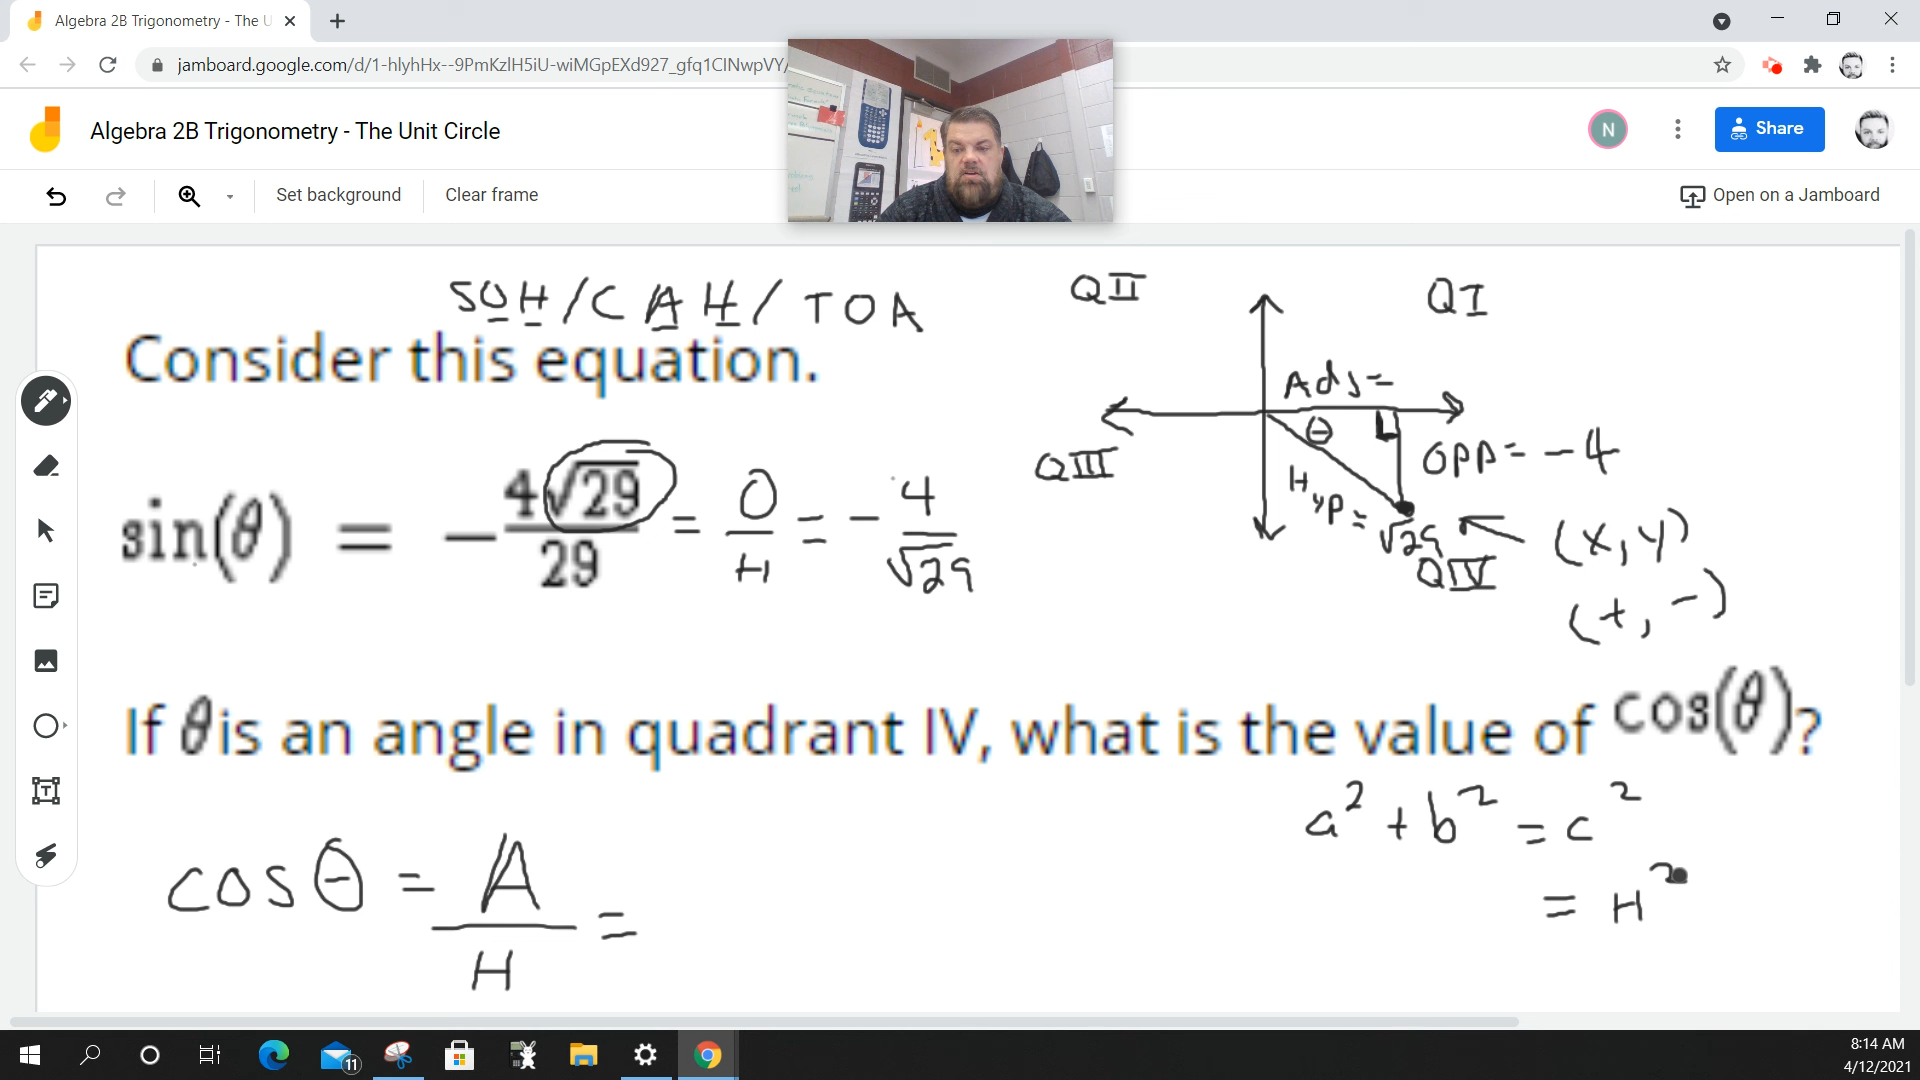 Algebra 2B Trigonometry - The U
jamboard.google.com/d/1-hlyhHx--9PmKzlH5iU-wiMGpEXd927_gfq1CINwpVY/
Algebra 2B Trigonometry - The Unit Circle
N
Share
Set background
Clear frame
Open on a Jamboard
SOH/CAH/TOA
QII
QI
Consider this equation.
Adj=
sin(θ) = -4√29/29 = O/H = -4/√29
θ
QIII
Opp = -4
Hyp = √29
(x,y)
QIV
(+,-)
If θ is an angle in quadrant IV, what is the value of cos(θ)?
a² + b² = c²
= H²
cos θ = A/H =
11
8:14 AM
4/12/2021